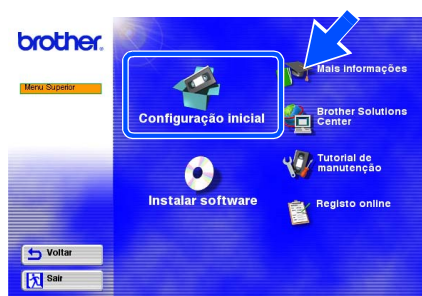 brother.
Menu Superior
Configuração inicial
Instalar software
Mais informações
Brother Solutions
Center
Tutorial de
manutenção
Registo online
Voltar
Sair